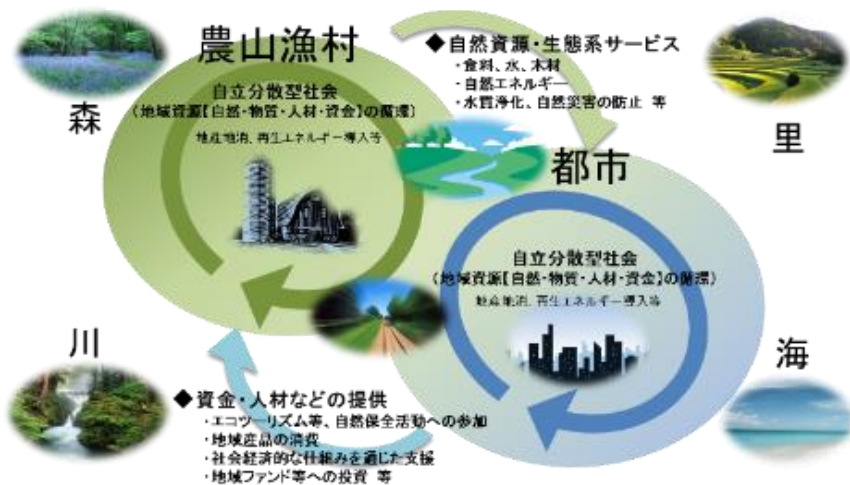 農山漁村
◆自然資源・生態系サービス
・食料、水、木材
・自然エネルギー
・水質浄化、自然災害の防止 等
自立分散型社会
(地域資源【自然・物質・人材・資金】の循環)
地産地消、再生エネルギー導入等
森
里
都市
自立分散型社会
(地域資源【自然・物質・人材・資金】の循環)
地産地消、再生エネルギー導入等
川
海
◆資金・人材などの提供
・エコツーリズム等、自然保全活動への参加
・地域産品の消費
・社会経済的な仕組みを通じた支援
・地域ファンド等への投資 等